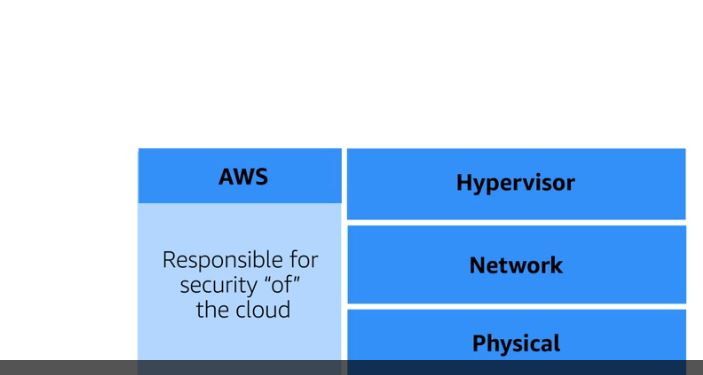 AWS
Hypervisor
Responsible for
security “of”
the cloud
Network
Physical